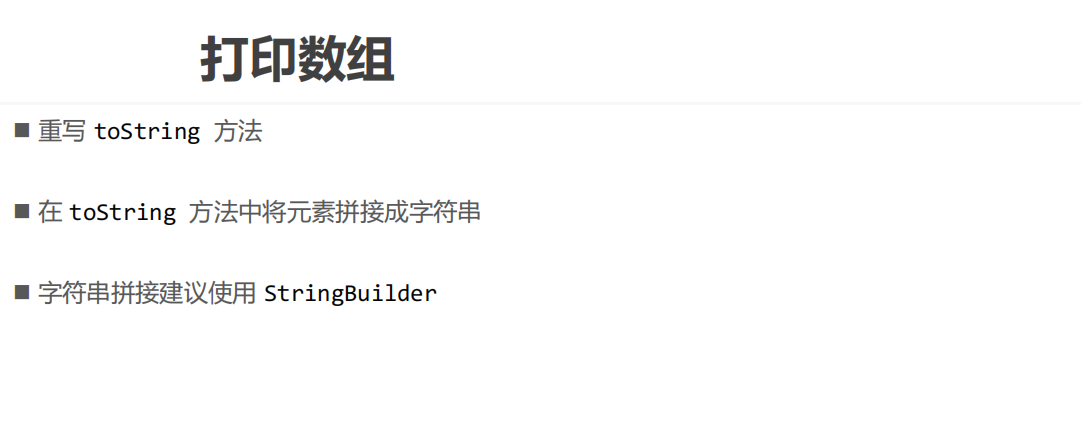 打印数组
■ 重写 toString 方法
■ 在 toString 方法中将元素拼接成字符串
■ 字符串拼接建议使用 StringBuilder